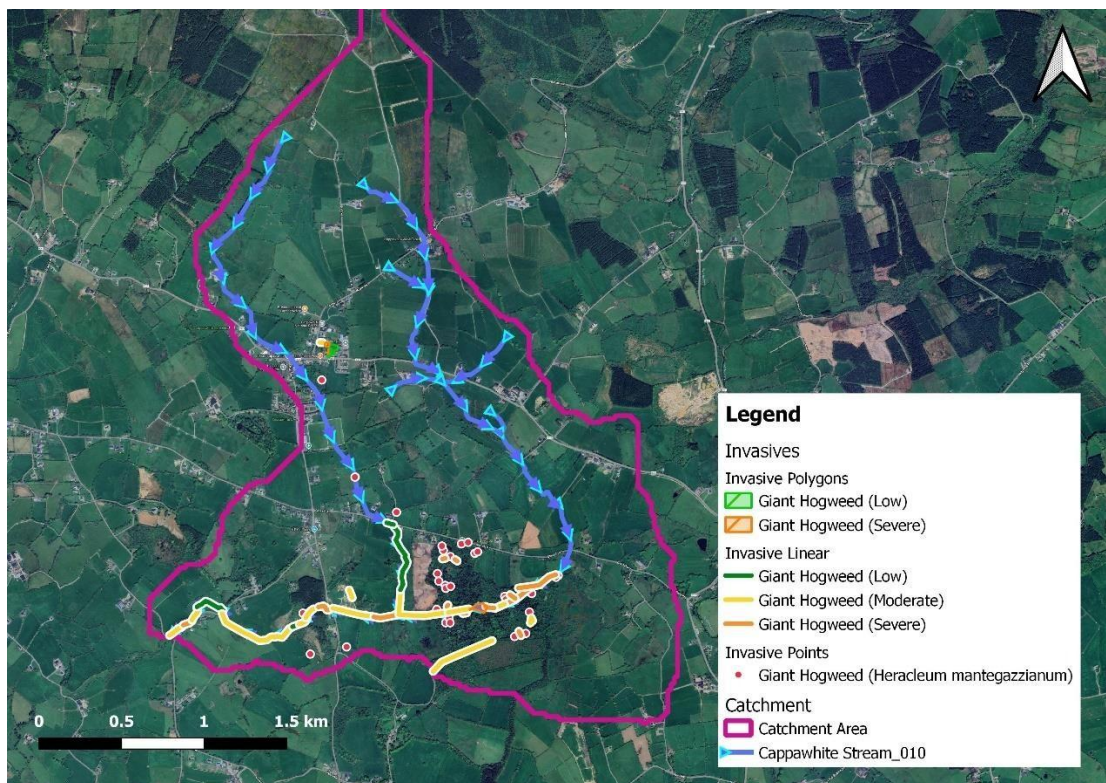 Legend
Invasives
Invasive Polygons
Giant Hogweed (Low)
Giant Hogweed (Severe)
Invasive Linear
Giant Hogweed (Low)
Giant Hogweed (Moderate)
Giant Hogweed (Severe)
Invasive Points
Giant Hogweed (Heracleum mantegazzianum)
Catchment
Catchment Area
Cappawhite Stream_010
0 0.5 1 1.5 km